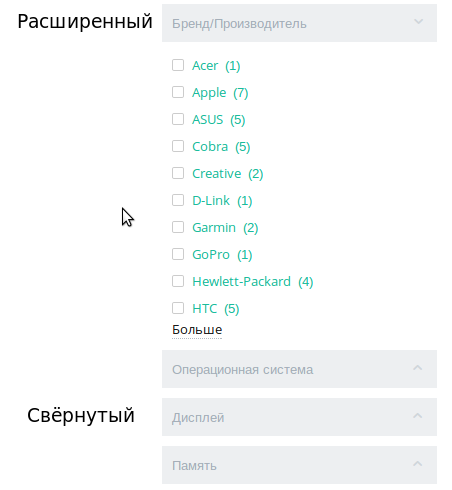 Расширенный
Бренд/Производитель
Acer (1)
Apple (7)
ASUS (5)
Cobra (5)
Creative (2)
D-Link (1)
Garmin (2)
GoPro (1)
Hewlett-Packard (4)
HTC (5)
Больше
Операционная система
Свёрнутый
Дисплей
Память